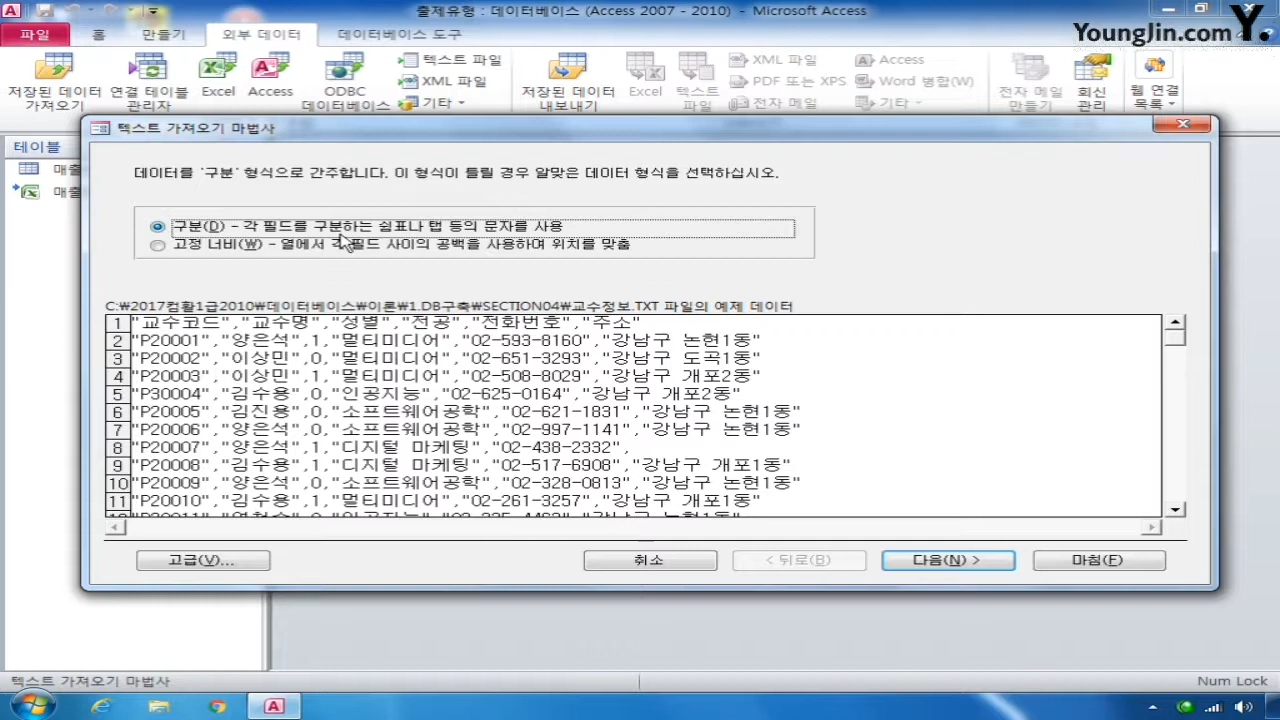 출제유형 : 데이터베이스 (Access 2007 - 2010) - Microsoft Access
YoungJin.com Y.
파일 홈 만들기 외부 데이터 데이터베이스 도구
저장된 데이터 가져오기
연결 테이블 관리자
Excel
Access
ODBC 데이터베이스
텍스트 파일
XML 파일
기타
저장된 데이터 내보내기
Excel
텍스트 파일
XML 파일
PDF 또는 XPS
전자 메일
Access
Word 병합(W)
기타
전자 메일 만들기
회신 관리
웹 연결 목록
테이블
매출
매출
텍스트 가져오기 마법사
데이터를 '구분' 형식으로 간주합니다. 이 형식이 틀릴 경우 알맞은 데이터 형식을 선택하십시오.
구분(D) - 각 필드를 구분하는 쉼표나 탭 등의 문자를 사용
고정 너비(W) - 열에서 각 필드 사이의 공백을 사용하여 위치를 맞춤
C:\2017컴활1급2010\데이터베이스\이론\1.DB구축\SECTION04\교수정보.TXT 파일의 예제 데이터
1 "교수코드","교수명","성별","전공","전화번호","주소"
2 "P20001","양은석",1,"멀티미디어","02-593-8160","강남구 논현1동"
3 "P20002","이상민",0,"멀티미디어","02-651-3293","강남구 도곡1동"
4 "P20003","이상민",1,"멀티미디어","02-508-8029","강남구 개포2동"
5 "P30004","김수용",0,"인공지능","02-625-0164","강남구 개포2동"
6 "P20005","김진용",0,"소프트웨어공학","02-621-1831","강남구 논현1동"
7 "P20006","양은석",0,"소프트웨어공학","02-997-1141","강남구 논현1동"
8 "P20007","양은석",1,"디지털 마케팅","02-438-2332",
9 "P20008","김수용",1,"디지털 마케팅","02-517-6908","강남구 개포1동"
10 "P20009","양은석",0,"소프트웨어공학","02-328-0813","강남구 논현1동"
11 "P20010","김수용",1,"멀티미디어","02-261-3257","강남구 개포1동"
고급(V)... 취소 < 뒤로(B) 다음(N) > 마침(F)
텍스트 가져오기 마법사
Num Lock